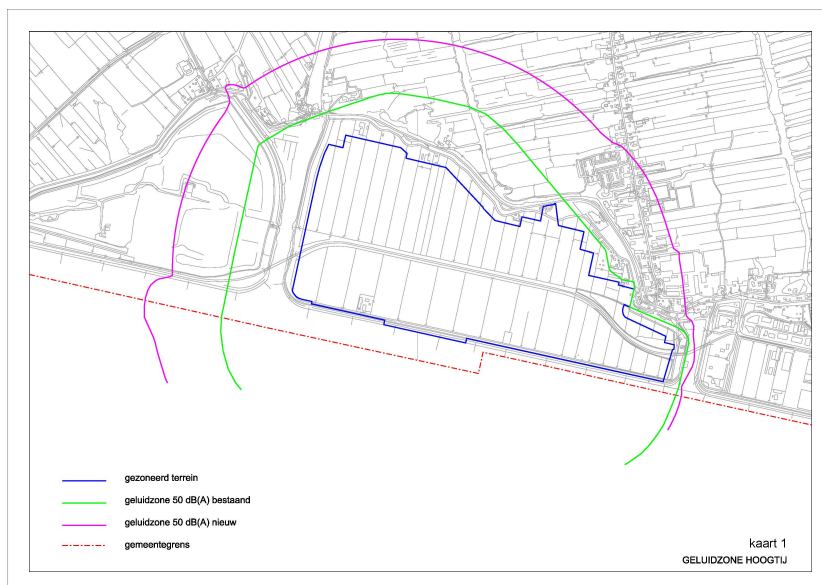 gezoneerd terrein
geluidzone 50 dB(A) bestaand
geluidzone 50 dB(A) nieuw
gemeentegrens
kaart 1
GELUIDZONE HOOGTIJ